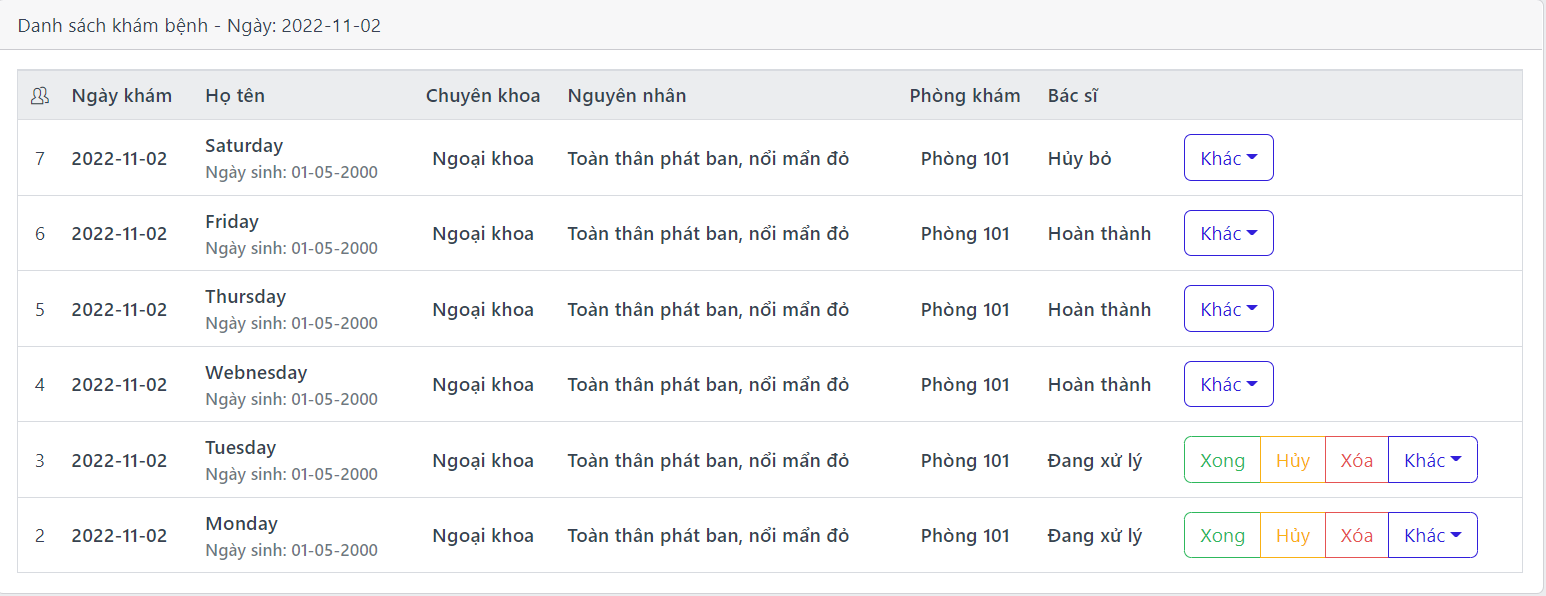 Danh sách khám bệnh - Ngày: 2022-11-02
Ngày khám Họ tên Chuyên khoa Nguyên nhân Phòng khám Bác sĩ
7 2022-11-02 Saturday Ngoại khoa Toàn thân phát ban, nổi mẩn đỏ Phòng 101 Hủy bỏ Khác
Ngày sinh: 01-05-2000
6 2022-11-02 Friday Ngoại khoa Toàn thân phát ban, nổi mẩn đỏ Phòng 101 Hoàn thành Khác
Ngày sinh: 01-05-2000
5 2022-11-02 Thursday Ngoại khoa Toàn thân phát ban, nổi mẩn đỏ Phòng 101 Hoàn thành Khác
Ngày sinh: 01-05-2000
4 2022-11-02 Webnesday Ngoại khoa Toàn thân phát ban, nổi mẩn đỏ Phòng 101 Hoàn thành Khác
Ngày sinh: 01-05-2000
3 2022-11-02 Tuesday Ngoại khoa Toàn thân phát ban, nổi mẩn đỏ Phòng 101 Đang xử lý Xong Hủy Xóa Khác
Ngày sinh: 01-05-2000
2 2022-11-02 Monday Ngoại khoa Toàn thân phát ban, nổi mẩn đỏ Phòng 101 Đang xử lý Xong Hủy Xóa Khác
Ngày sinh: 01-05-2000